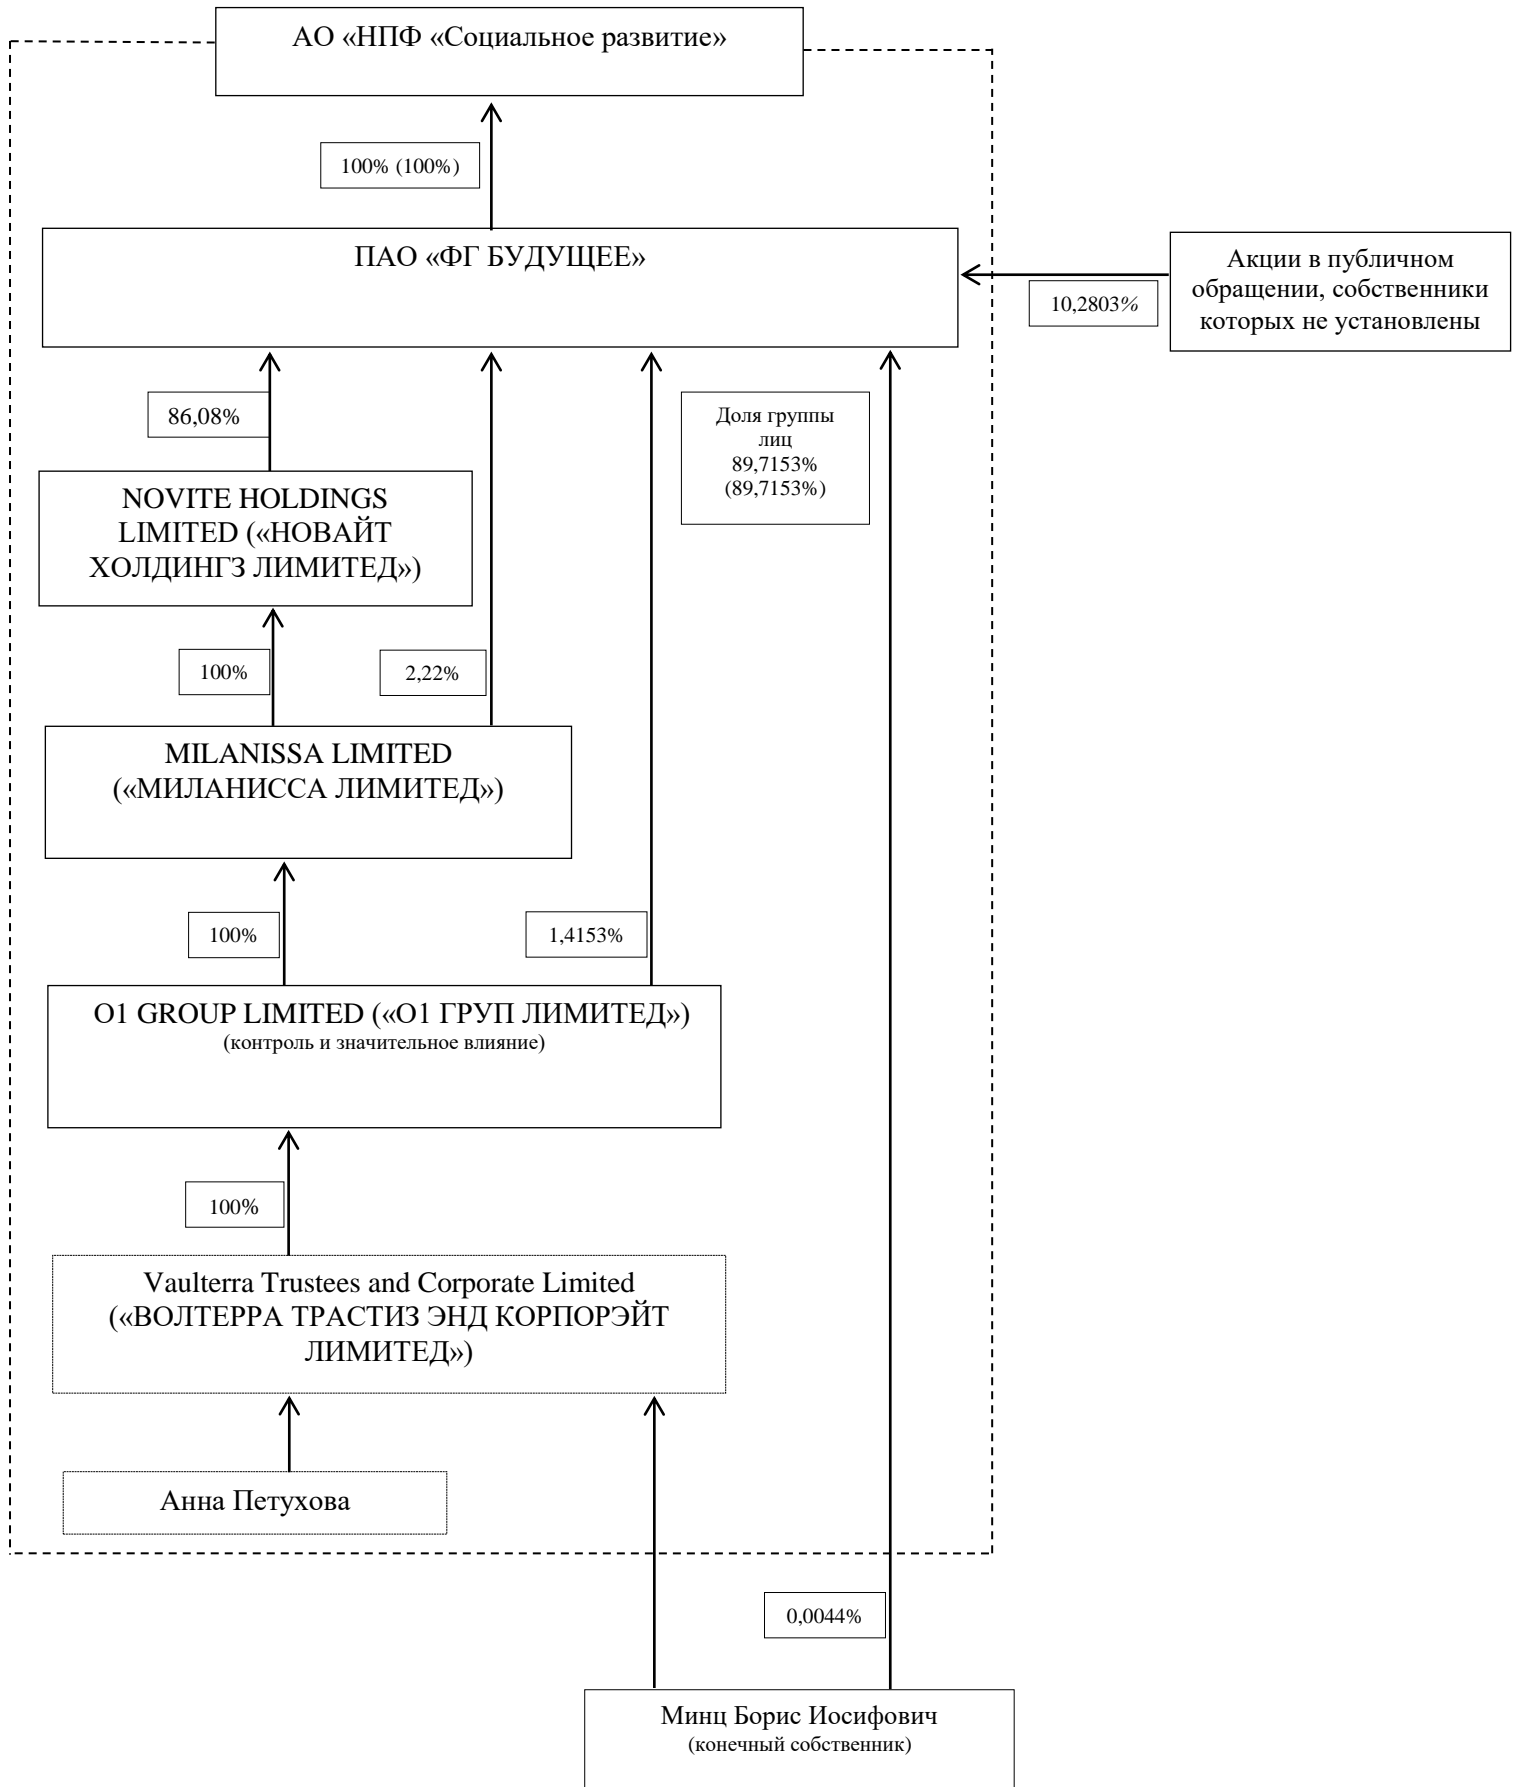 АО «НПФ «Социальное развитие»
100% (100%)
ПАО «ФГ БУДУЩЕЕ»
Акции в публичном
обращении, собственники
которых не установлены
10,2803%
86,08%
Доля группы
лиц
89,7153%
(89,7153%)
NOVITE HOLDINGS
LIMITED («НОВАЙТ
ХОЛДИНГЗ ЛИМИТЕД»)
100%
2,22%
MILANISSA LIMITED
(«МИЛАНИССА ЛИМИТЕД»)
100%
1,4153%
O1 GROUP LIMITED («О1 ГРУП ЛИМИТЕД»)
(контроль и значительное влияние)
100%
Vaulterra Trustees and Corporate Limited
(«ВОЛТЕРРА ТРАСТИЗ ЭНД КОРПОРЭЙТ
ЛИМИТЕД»)
Анна Петухова
0,0044%
Минц Борис Иосифович
(конечный собственник)